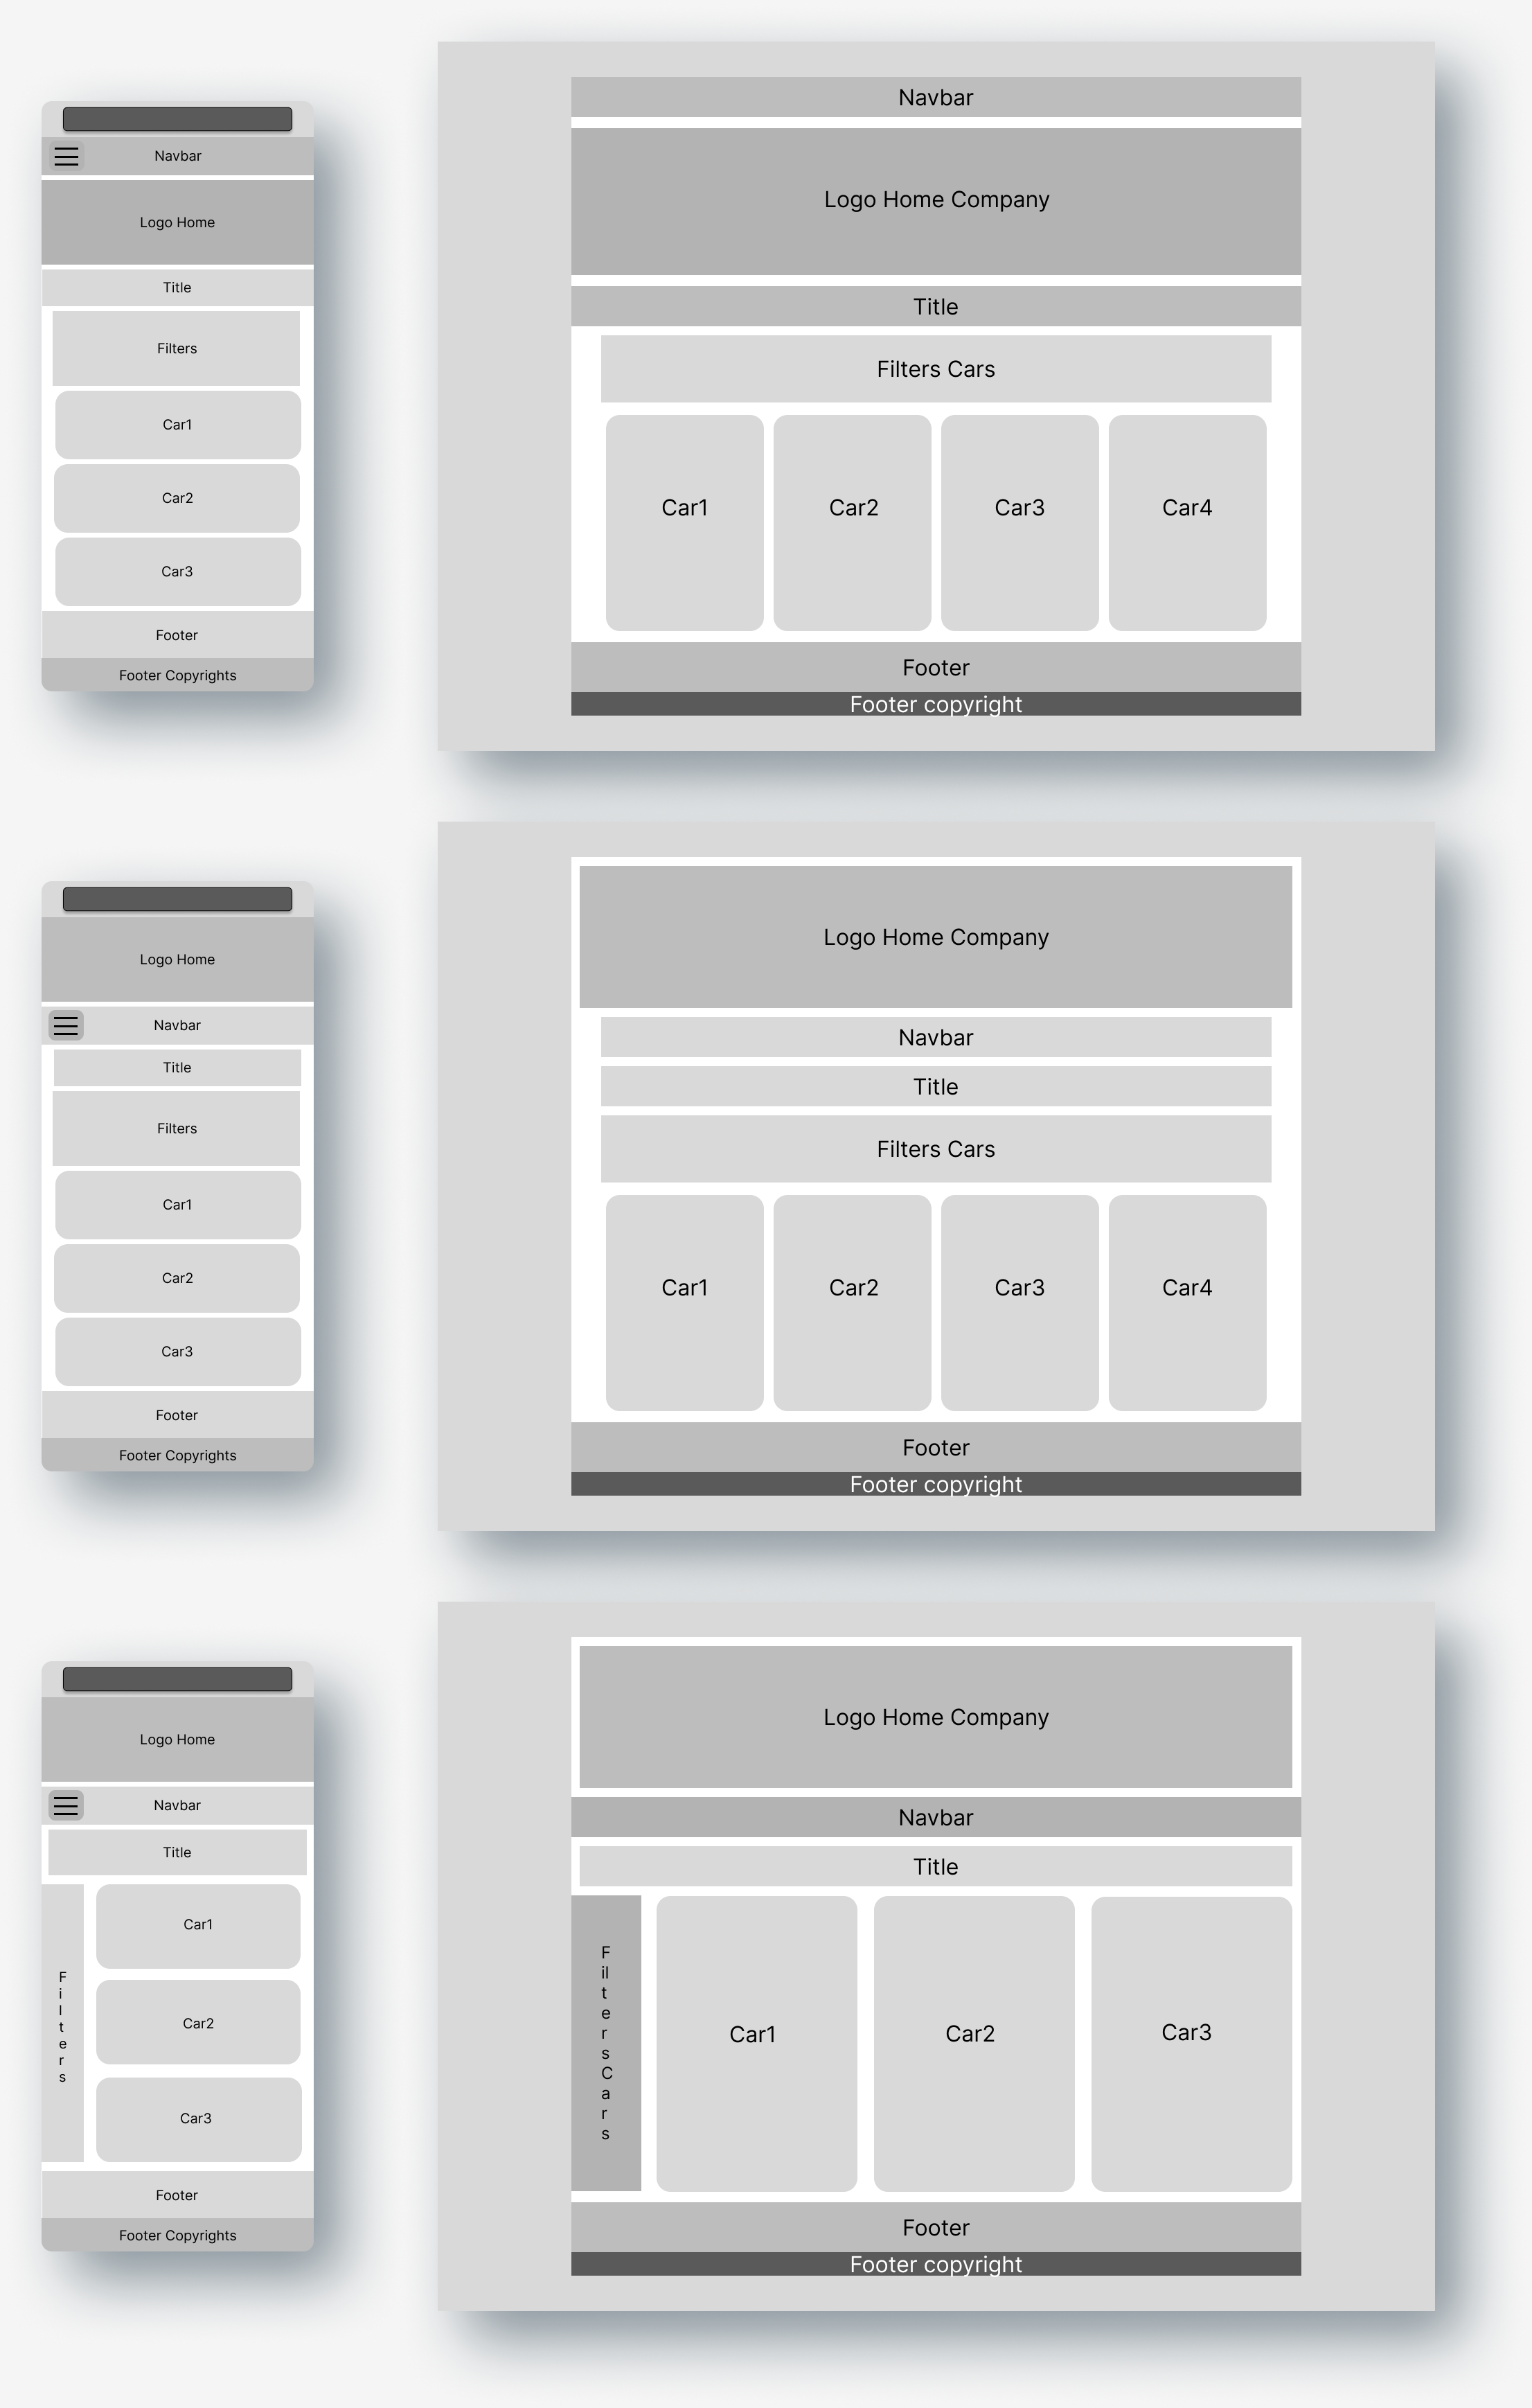 Navbar
Logo Home
Title
Filters
Car1
Car2
Car3
Footer
Footer Copyrights
Navbar
Logo Home Company
Title
Filters Cars
Car1 Car2 Car3 Car4
Footer
Footer copyright
Logo Home
Navbar
Title
Filters
Car1
Car2
Car3
Footer
Footer Copyrights
Logo Home Company
Navbar
Title
Filters Cars
Car1 Car2 Car3 Car4
Footer
Footer copyright
Logo Home
Navbar
Title
Filters
Car1
Car2
Car3
Footer
Footer Copyrights
Logo Home Company
Navbar
Title
Filters Cars
Car1 Car2 Car3
Footer
Footer copyright